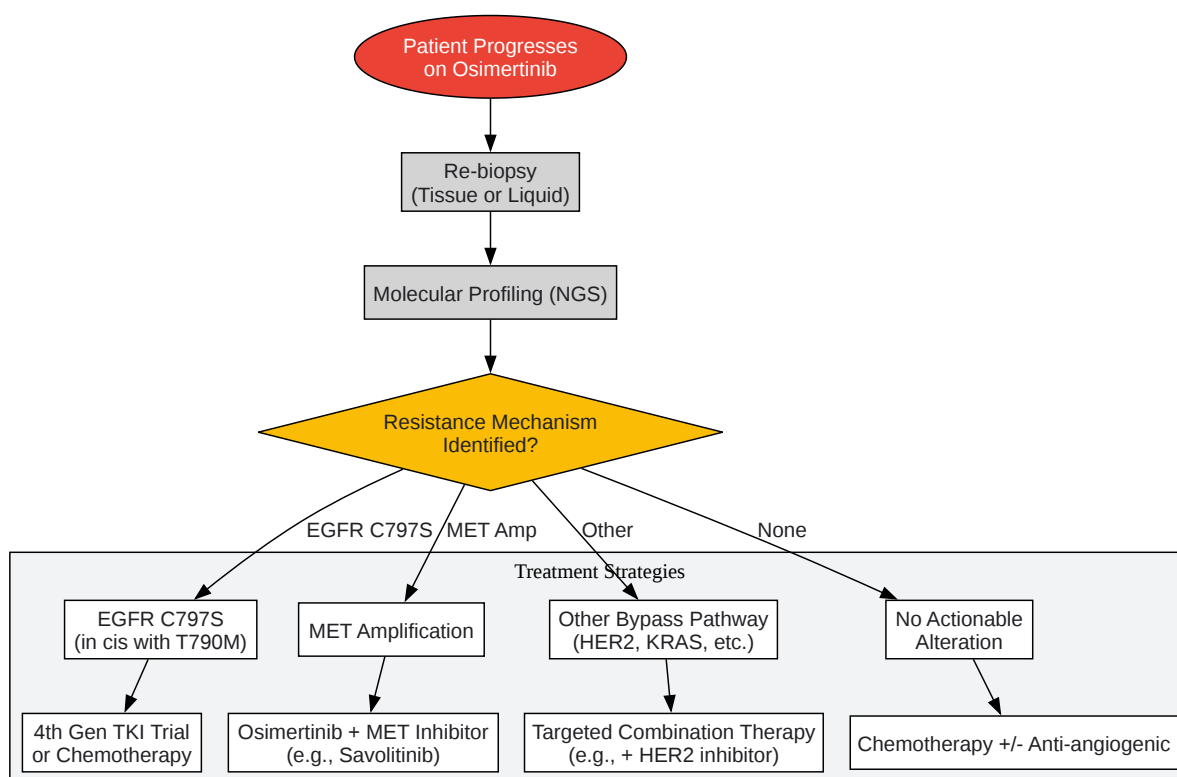 Patient Progresses
on Osimertinib
Re-biopsy
(Tissue or Liquid)
Molecular Profiling (NGS)
Resistance Mechanism
Identified?
EGFR C797S
MET Amp
Other
None
Treatment Strategies
EGFR C797S
(in cis with T790M)
MET Amplification
Other Bypass Pathway
(HER2, KRAS, etc.)
No Actionable
Alteration
4th Gen TKI Trial
or Chemotherapy
Osimertinib + MET Inhibitor
(e.g., Savolitinib)
Targeted Combination Therapy
(e.g., + HER2 inhibitor)
Chemotherapy +/- Anti-angiogenic